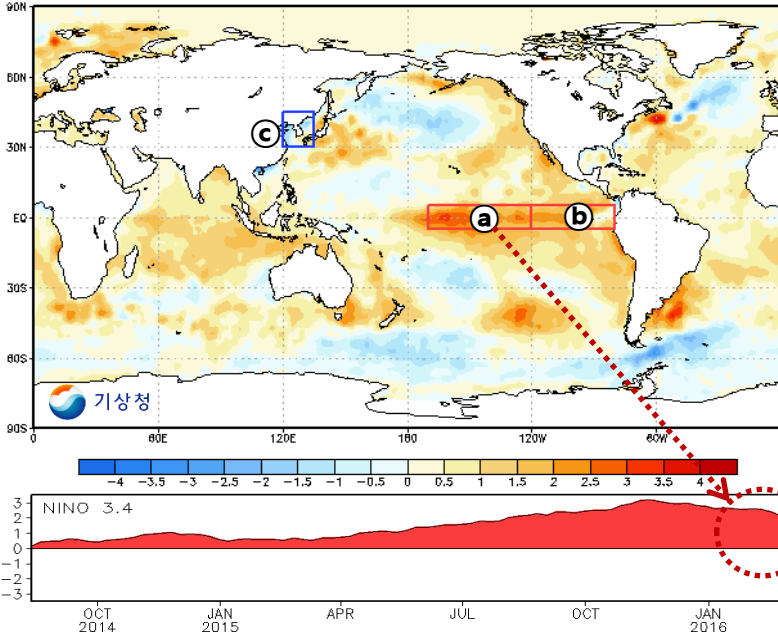 90N
60N
30N
EQ
30S
60S
90S
ⓒ
ⓐ
ⓑ
기상청
0 60E 120E 180 120W 60W
-4 -3.5 -3 -2.5 -2 -1.5 -1 -0.5 0 0.5 1 1.5 2 2.5 3 3.5 4
NINO 3.4
3
2
1
0
-1
-2
-3
OCT JAN APR JUL OCT JAN
2014 2015 2016